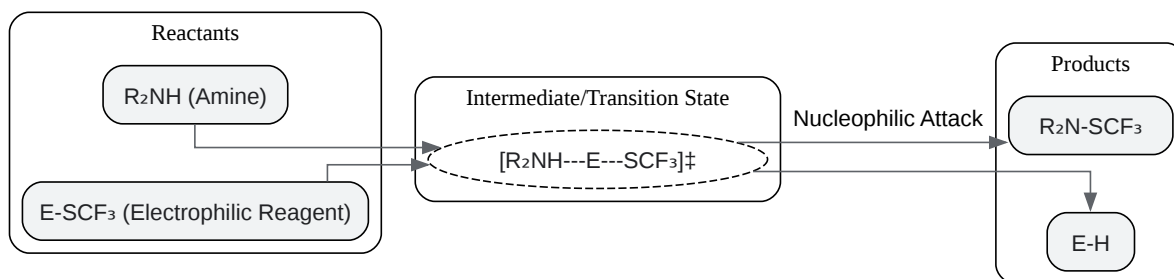 Reactants
R₂NH (Amine)
E-SCF₃ (Electrophilic Reagent)
Intermediate/Transition State
[R₂NH---E---SCF₃]‡
Nucleophilic Attack
Products
R₂N-SCF₃
E-H